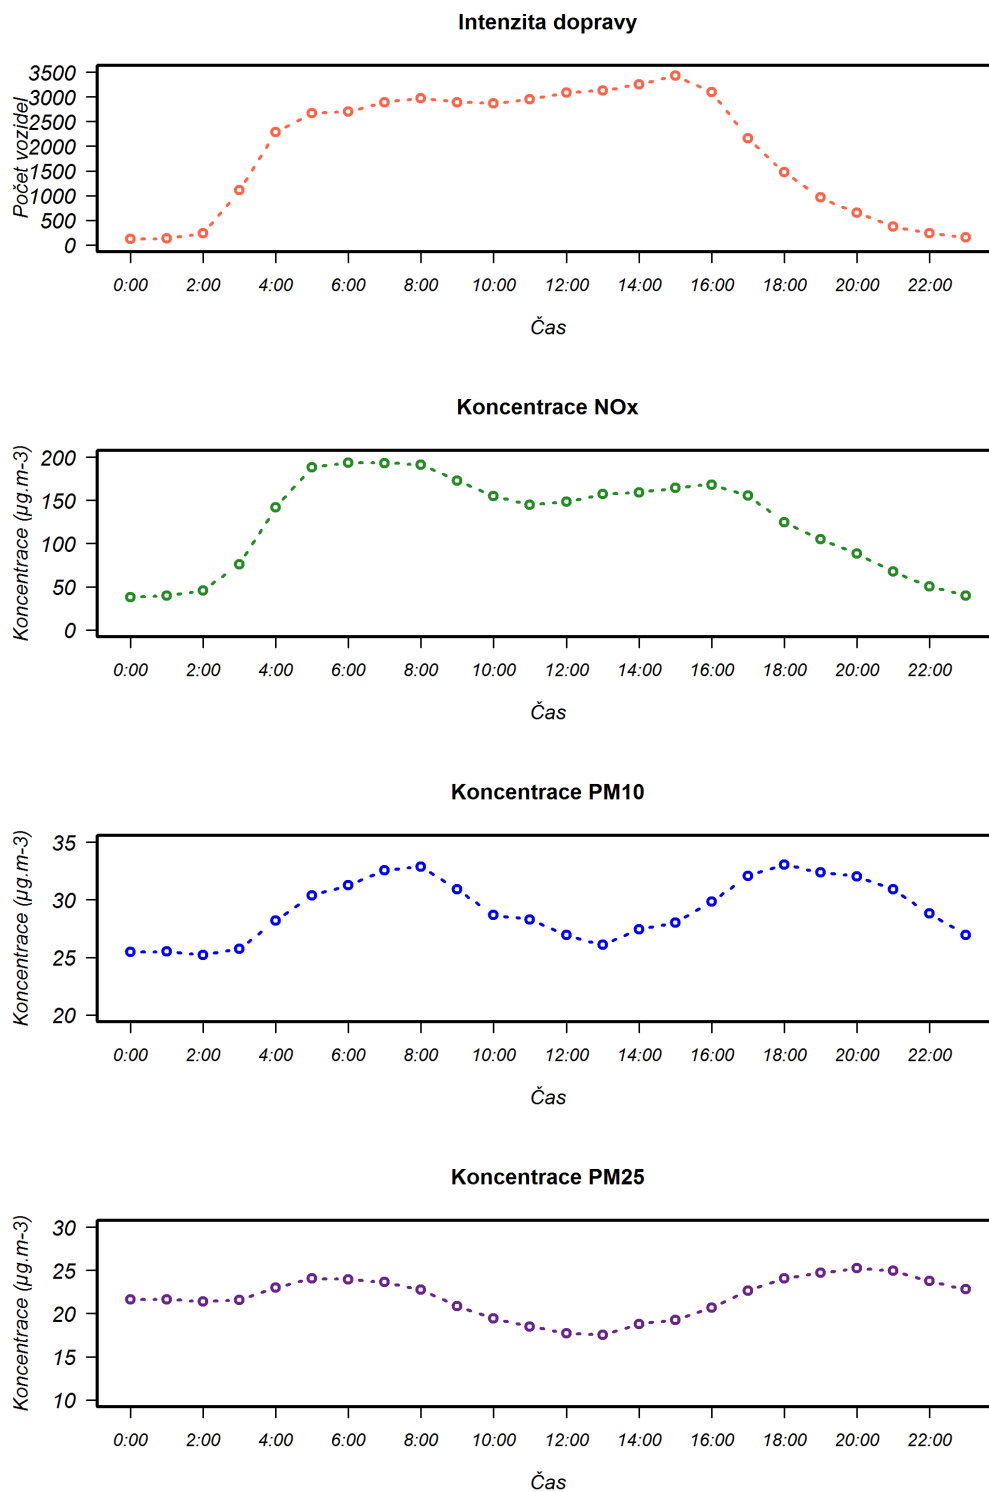 Intenzita dopravy
Počet vozidel
3500
3000
2500
2000
1500
1000
500
0
0:00 2:00 4:00 6:00 8:00 10:00 12:00 14:00 16:00 18:00 20:00 22:00
Čas
Koncentrace NOx
Koncentrace (µg.m-3)
200
150
100
50
0
0:00 2:00 4:00 6:00 8:00 10:00 12:00 14:00 16:00 18:00 20:00 22:00
Čas
Koncentrace PM10
Koncentrace (µg.m-3)
35
30
25
20
0:00 2:00 4:00 6:00 8:00 10:00 12:00 14:00 16:00 18:00 20:00 22:00
Čas
Koncentrace PM25
Koncentrace (µg.m-3)
30
25
20
15
10
0:00 2:00 4:00 6:00 8:00 10:00 12:00 14:00 16:00 18:00 20:00 22:00
Čas